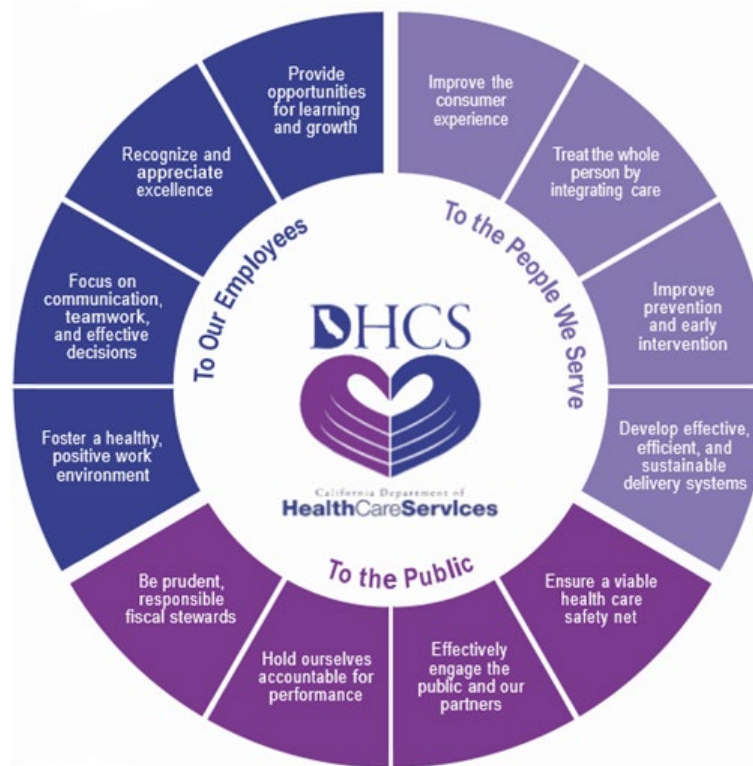 Provide
opportunities
for learning
and growth
Improve the
consumer
experience
Recognize and
appreciate
excellence
Treat the whole
person by
integrating care
To Our Employees
To the People We Serve
Focus on
communication,
teamwork,
and effective
decisions
Improve
prevention
and early
intervention
DHCS
Foster a healthy,
positive work
environment
Develop effective,
efficient, and
sustainable
delivery systems
California Department of
HealthCareServices
To the Public
Be prudent,
responsible
fiscal stewards
Hold ourselves
accountable for
performance
Effectively
engage the
public and our
partners
Ensure a viable
health care
safety net